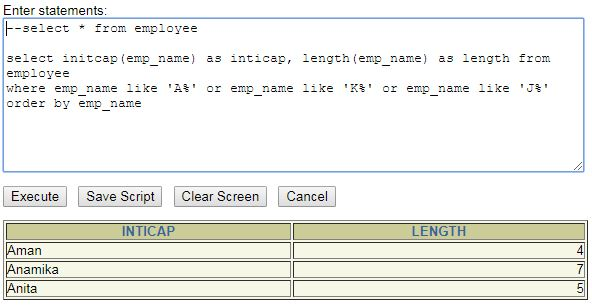 Enter statements:
--select * from employee
select initcap(emp_name) as inticap, length(emp_name) as length from
employee
where emp_name like 'A%' or emp_name like 'K%' or emp_name like 'J%'
order by emp_name
Execute Save Script Clear Screen Cancel
INTICAP LENGTH
Aman 4
Anamika 7
Anita 5